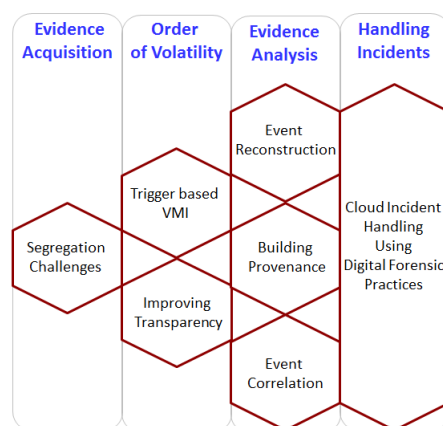 Evidence
Acquisition
Order
of Volatility
Evidence
Analysis
Handling
Incidents
Segregation
Challenges
Trigger based
VMI
Improving
Transparency
Event
Reconstruction
Building
Provenance
Event
Correlation
Cloud Incident
Handling
Using
Digital Forensic
Practices